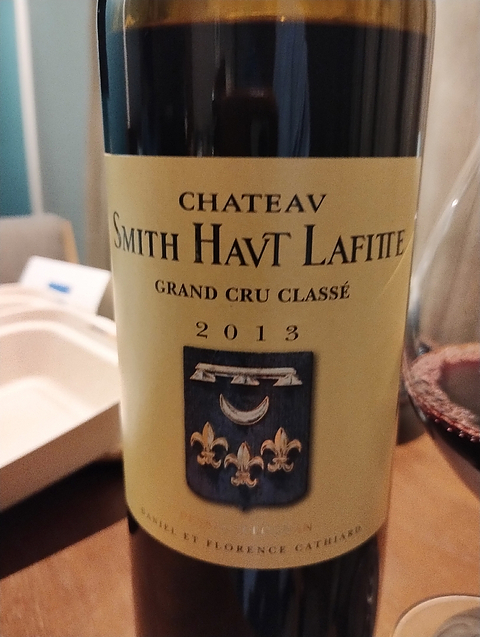 CHATEAV
SMITH HAVT LAFITTE
GRAND CRU CLASSÉ
2013
DANIEL ET FLORENCE CATHIARD